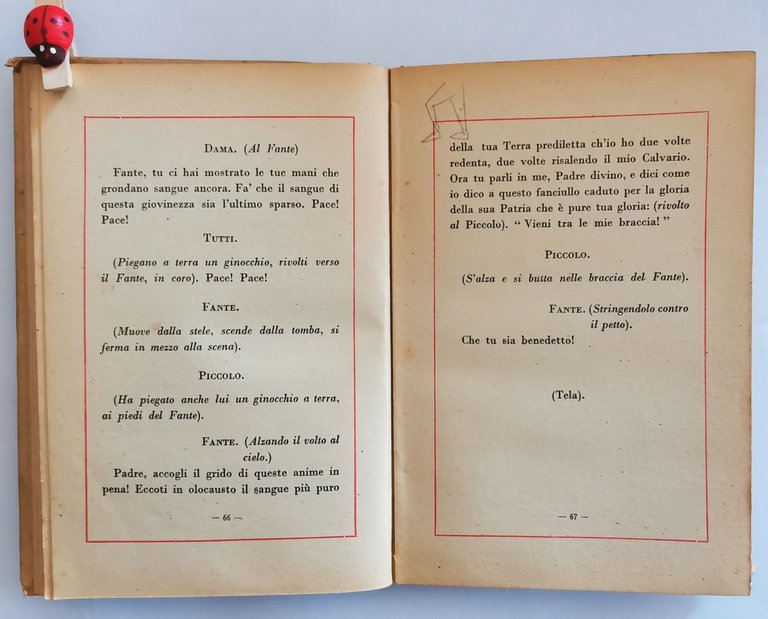 DAMA. (Al Fante)
Fante, tu ci hai mostrato le tue mani che
grondano sangue ancora. Fa' che il sangue di
questa giovinezza sia l'ultimo sparso. Pace!
Pace!
TUTTI.
(Piegano a terra un ginocchio, rivolti verso
il Fante, in coro). Pace! Pace!
FANTE.
(Muove dalla stele, scende dalla tomba, si
ferma in mezzo alla scena).
PICCOLO.
(Ha piegato anche lui un ginocchio a terra,
ai piedi del Fante).
FANTE. (Alzando il volto al
cielo.)
Padre, accogli il grido di queste anime in
pena! Eccoti in olocausto il sangue più puro
— 66 —
della tua Terra prediletta ch'io ho due volte
redenta, due volte risalendo il mio Calvario.
Ora tu parli in me, Padre divino, e dici come
io dico a questo fanciullo caduto per la gloria
della sua Patria che è pure tua gloria: (rivolto
al Piccolo). “ Vieni tra le mie braccia! ”
PICCOLO.
(S'alza e si butta nelle braccia del Fante).
FANTE. (Stringendolo contro
il petto).
Che tu sia benedetto!
(Tela).
— 67 —